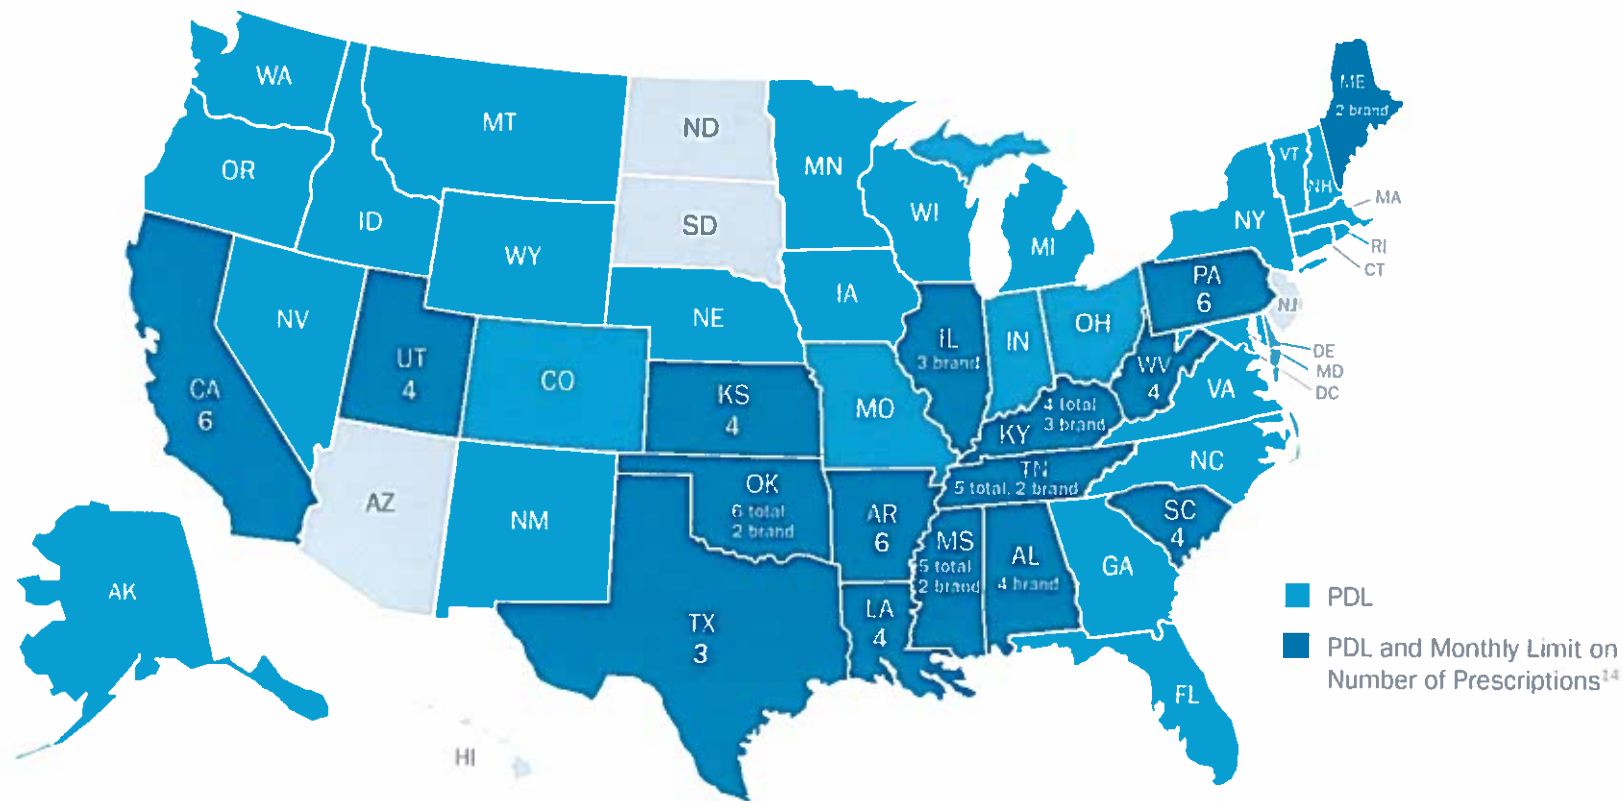 WA
MT
ND
MN
OR
ID
SD
WI
MI
ME
2 brand
VT
NH
MA
NY
RI
CT
WY
IA
NE
NV
UT
4
CO
CA
6
KS
4
MO
IL
3 brand
IN
OH
PA
6
NJ
DE
MD
DC
WV
4
VA
4 total
3 brand
KY
NC
TN
5 total, 2 brand
AZ
NM
OK
6 total
2 brand
AR
6
MS
5 total
2 brand
AL
4 brand
SC
4
GA
AK
TX
3
LA
4
FL
HI
PDL
PDL and Monthly Limit on
Number of Prescriptions14